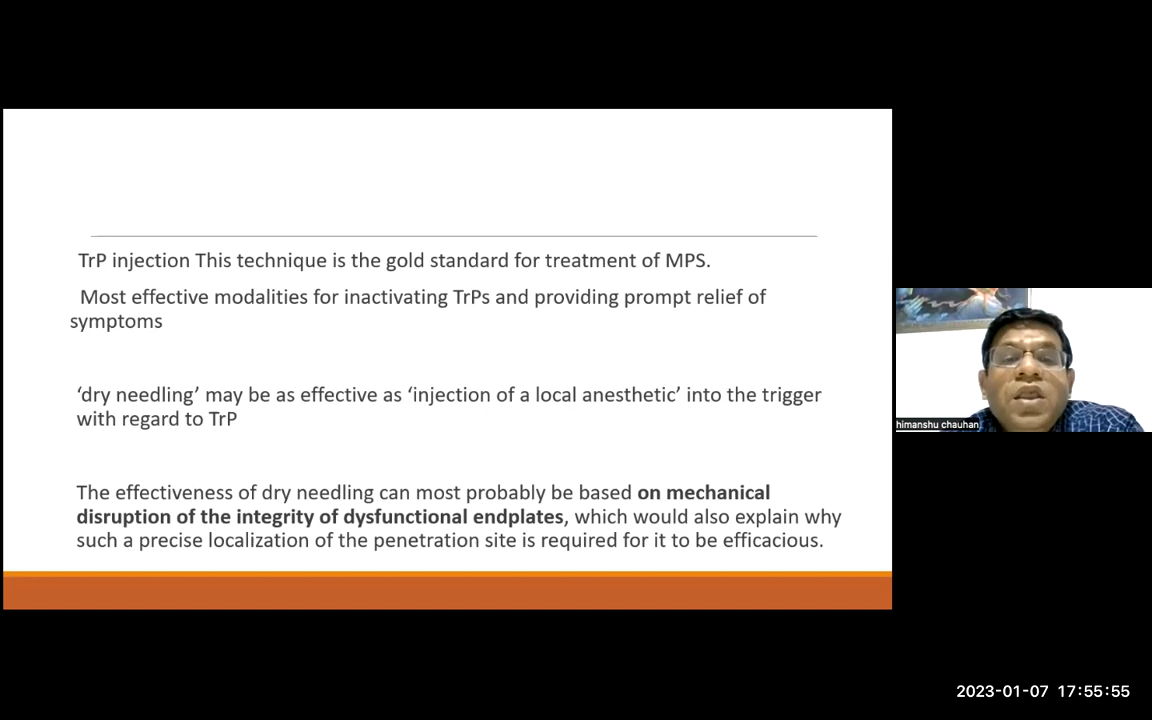 TrP injection This technique is the gold standard for treatment of MPS.
Most effective modalities for inactivating TrPs and providing prompt relief of
symptoms
‘dry needling’ may be as effective as ‘injection of a local anesthetic’ into the trigger
with regard to TrP
The effectiveness of dry needling can most probably be based on mechanical
disruption of the integrity of dysfunctional endplates, which would also explain why
such a precise localization of the penetration site is required for it to be efficacious.
himanshu chauhan
2023-01-07 17:55:55